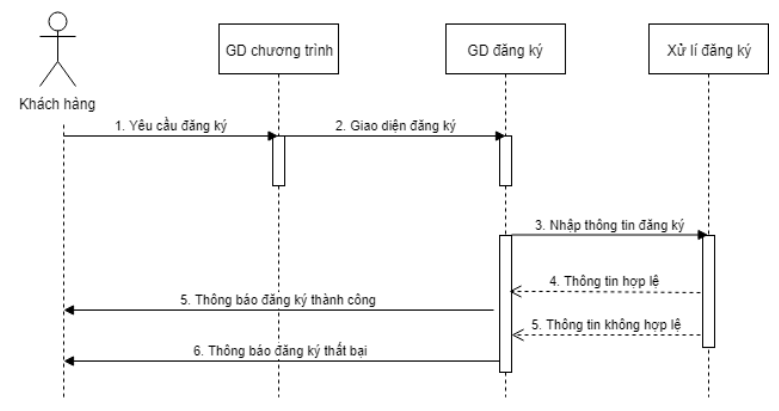 GD chương trình
GD đăng ký
Xử lí đăng ký
Khách hàng
1. Yêu cầu đăng ký
2. Giao diện đăng ký
3. Nhập thông tin đăng ký
4. Thông tin hợp lệ
5. Thông báo đăng ký thành công
5. Thông tin không hợp lệ
6. Thông báo đăng ký thất bại